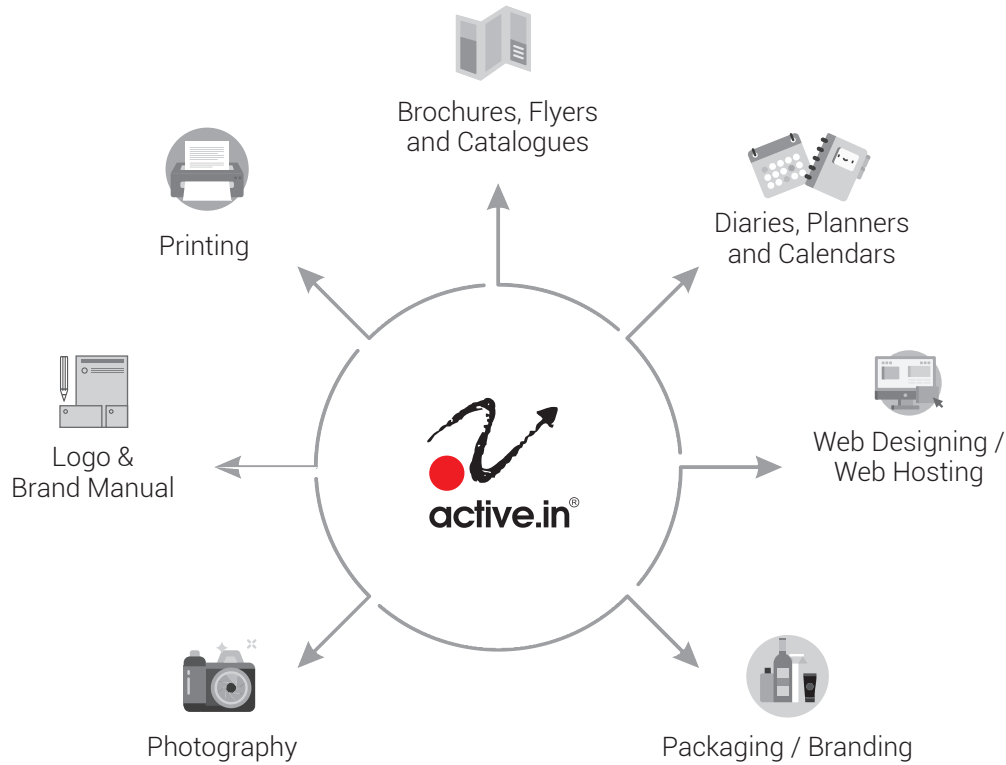 Brochures, Flyers
and Catalogues
Printing
Diaries, Planners
and Calendars
Logo &
Brand Manual
Web Designing /
Web Hosting
active.in®
Photography
Packaging / Branding